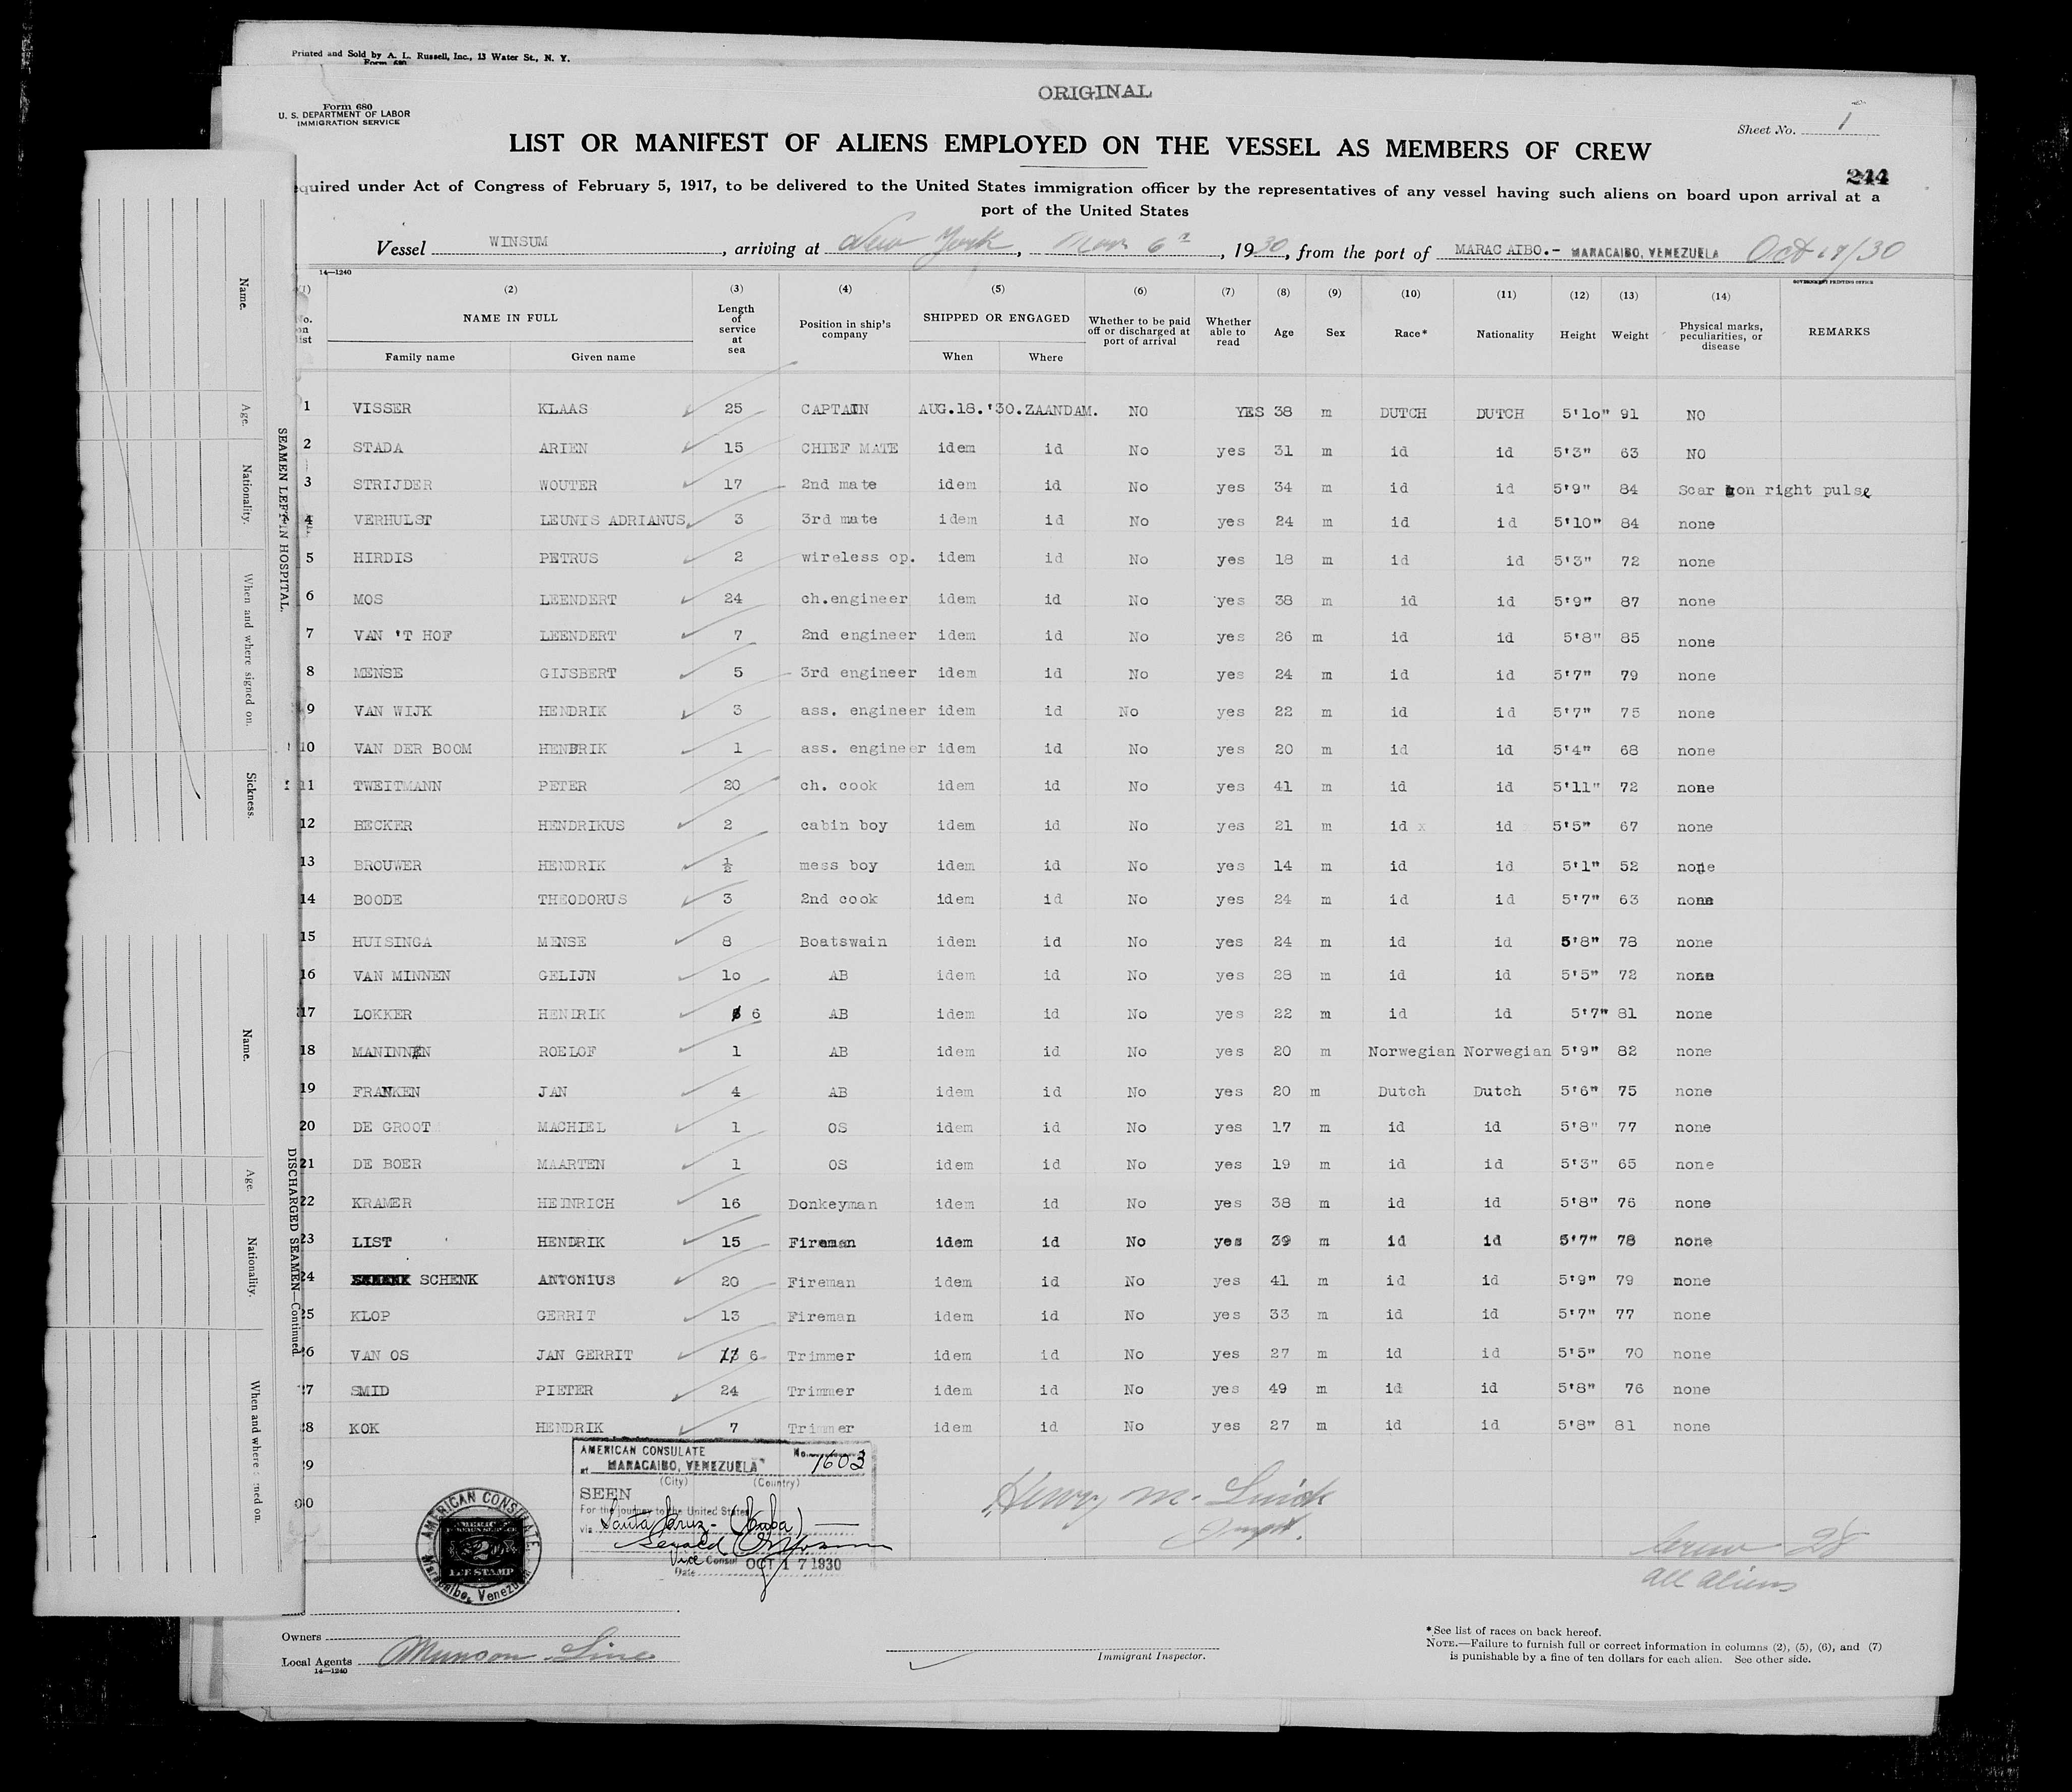 Printed and Sold by A. L. Russell, Inc., 13 Water St., N. Y.
Form 680
ORIGINAL
Form 680
U. S. DEPARTMENT OF LABOR
IMMIGRATION SERVICE
Sheet No. 1
LIST OR MANIFEST OF ALIENS EMPLOYED ON THE VESSEL AS MEMBERS OF CREW
244
equired under Act of Congress of February 5, 1917, to be delivered to the United States immigration officer by the representatives of any vessel having such aliens on board upon arrival at a
port of the United States
Vessel WINSUM, arriving at New York, Nov 6th, 1930, from the port of MARACAIBO.- MARACAIBO, VENEZUELA Oct 18/30
14—1240
GOVERNMENT PRINTING OFFICE
(1) (2) (3) (4) (5) (6) (7) (8) (9) (10) (11) (12) (13) (14)
No. on list NAME IN FULL Length of service at sea Position in ship's company SHIPPED OR ENGAGED Whether to be paid off or discharged at port of arrival Whether able to read Age Sex Race* Nationality Height Weight Physical marks, peculiarities, or disease REMARKS
Family name Given name When Where
1 VISSER KLAAS 25 CAPTAIN AUG.18.'30. ZAANDAM. NO YES 38 m DUTCH DUTCH 5'10" 91 NO
2 STADA ARIEN 15 CHIEF MATE idem id No yes 31 m id id 5'3" 63 NO
3 STRIJDER WOUTER 17 2nd mate idem id No yes 34 m id id 5'9" 84 Scar on right pulse
4 VERHULST LEUNIS ADRIANUS 3 3rd mate idem id No yes 24 m id id 5'10" 84 none
5 HIRDIS PETRUS 2 wireless op. idem id No yes 18 m id id 5'3" 72 none
6 MOS LEENDERT 24 ch.engineer idem id No yes 38 m id id 5'9" 87 none
7 VAN 'T HOF LEENDERT 7 2nd engineer idem id No yes 26 m id id 5'8" 85 none
8 MENSE GIJSBERT 5 3rd engineer idem id No yes 24 m id id 5'7" 79 none
9 VAN WIJK HENDRIK 3 ass. engineer idem id No yes 22 m id id 5'7" 75 none
10 VAN DER BOOM HENDRIK 1 ass. engineer idem id No yes 20 m id id 5'4" 68 none
11 TWEITMANN PETER 20 ch. cook idem id No yes 41 m id id 5'11" 72 none
12 BECKER HENDRIKUS 2 cabin boy idem id No yes 21 m id x id 5'5" 67 none
13 BROUWER HENDRIK ½ mess boy idem id No yes 14 m id id 5'1" 52 none
14 BOODE THEODORUS 3 2nd cook idem id No yes 24 m id id 5'7" 63 none
15 HUISINGA MENSE 8 Boatswain idem id No yes 24 m id id 5'8" 78 none
16 VAN MINNEN GELIJN 10 AB idem id No yes 28 m id id 5'5" 72 none
17 LOKKER HENDRIK 6 AB idem id No yes 22 m id id 5'7" 81 none
18 MANINNEN ROELOF 1 AB idem id No yes 20 m Norwegian Norwegian 5'9" 82 none
19 FRANKEN JAN 4 AB idem id No yes 20 m Dutch Dutch 5'6" 75 none
20 DE GROOT MACHIEL 1 OS idem id No yes 17 m id id 5'8" 77 none
21 DE BOER MAARTEN 1 OS idem id No yes 19 m id id 5'3" 65 none
22 KRAMER HEINRICH 16 Donkeyman idem id No yes 38 m id id 5'8" 76 none
23 LIST HENDRIK 15 Fireman idem id No yes 39 m id id 5'7" 78 none
24 SCHENK ANTONIUS 20 Fireman idem id No yes 41 m id id 5'9" 79 none
25 KLOP GERRIT 13 Fireman idem id No yes 33 m id id 5'7" 77 none
26 VAN OS JAN GERRIT 6 Trimmer idem id No yes 27 m id id 5'5" 70 none
27 SMID PIETER 24 Trimmer idem id No yes 49 m id id 5'8" 76 none
28 KOK HENDRIK 7 Trimmer idem id No yes 27 m id id 5'8" 81 none
29
30
AMERICAN CONSULATE No. 1603
at MARACAIBO, VENEZUELA
(City) (Country)
SEEN
For the journey to the United States
via Santa Cruz - (Cuba)
Gerald
Vice Consul OCT 17 1930
Date
AMERICAN CONSULATE
Maracaibo, Venezuela
2
FEE STAMP
Henry M.
Inspt.
Crew 28
all aliens
Owners
Local Agents Munson Line
14—1240
Immigrant Inspector.
*See list of races on back hereof.
NOTE.—Failure to furnish full or correct information in columns (2), (5), (6), and (7)
is punishable by a fine of ten dollars for each alien. See other side.
SEAMEN LEFT IN HOSPITAL.
Name.
Age.
Nationality.
When and where signed on.
Sickness.
DISCHARGED SEAMEN—Continued.
Name.
Age.
Nationality.
When and where signed on.